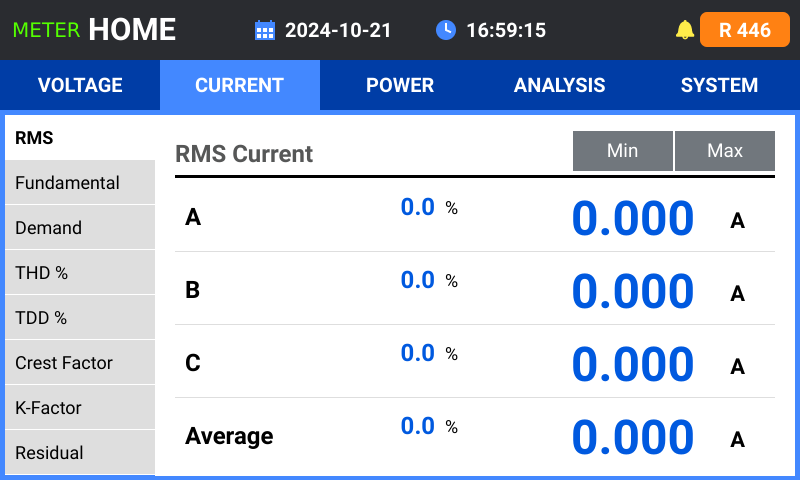 METER HOME 2024-10-21 16:59:15 R 446
VOLTAGE CURRENT POWER ANALYSIS SYSTEM
RMS
Fundamental
Demand
THD %
TDD %
Crest Factor
K-Factor
Residual
RMS Current Min Max
A 0.0 % 0.000 A
B 0.0 % 0.000 A
C 0.0 % 0.000 A
Average 0.0 % 0.000 A